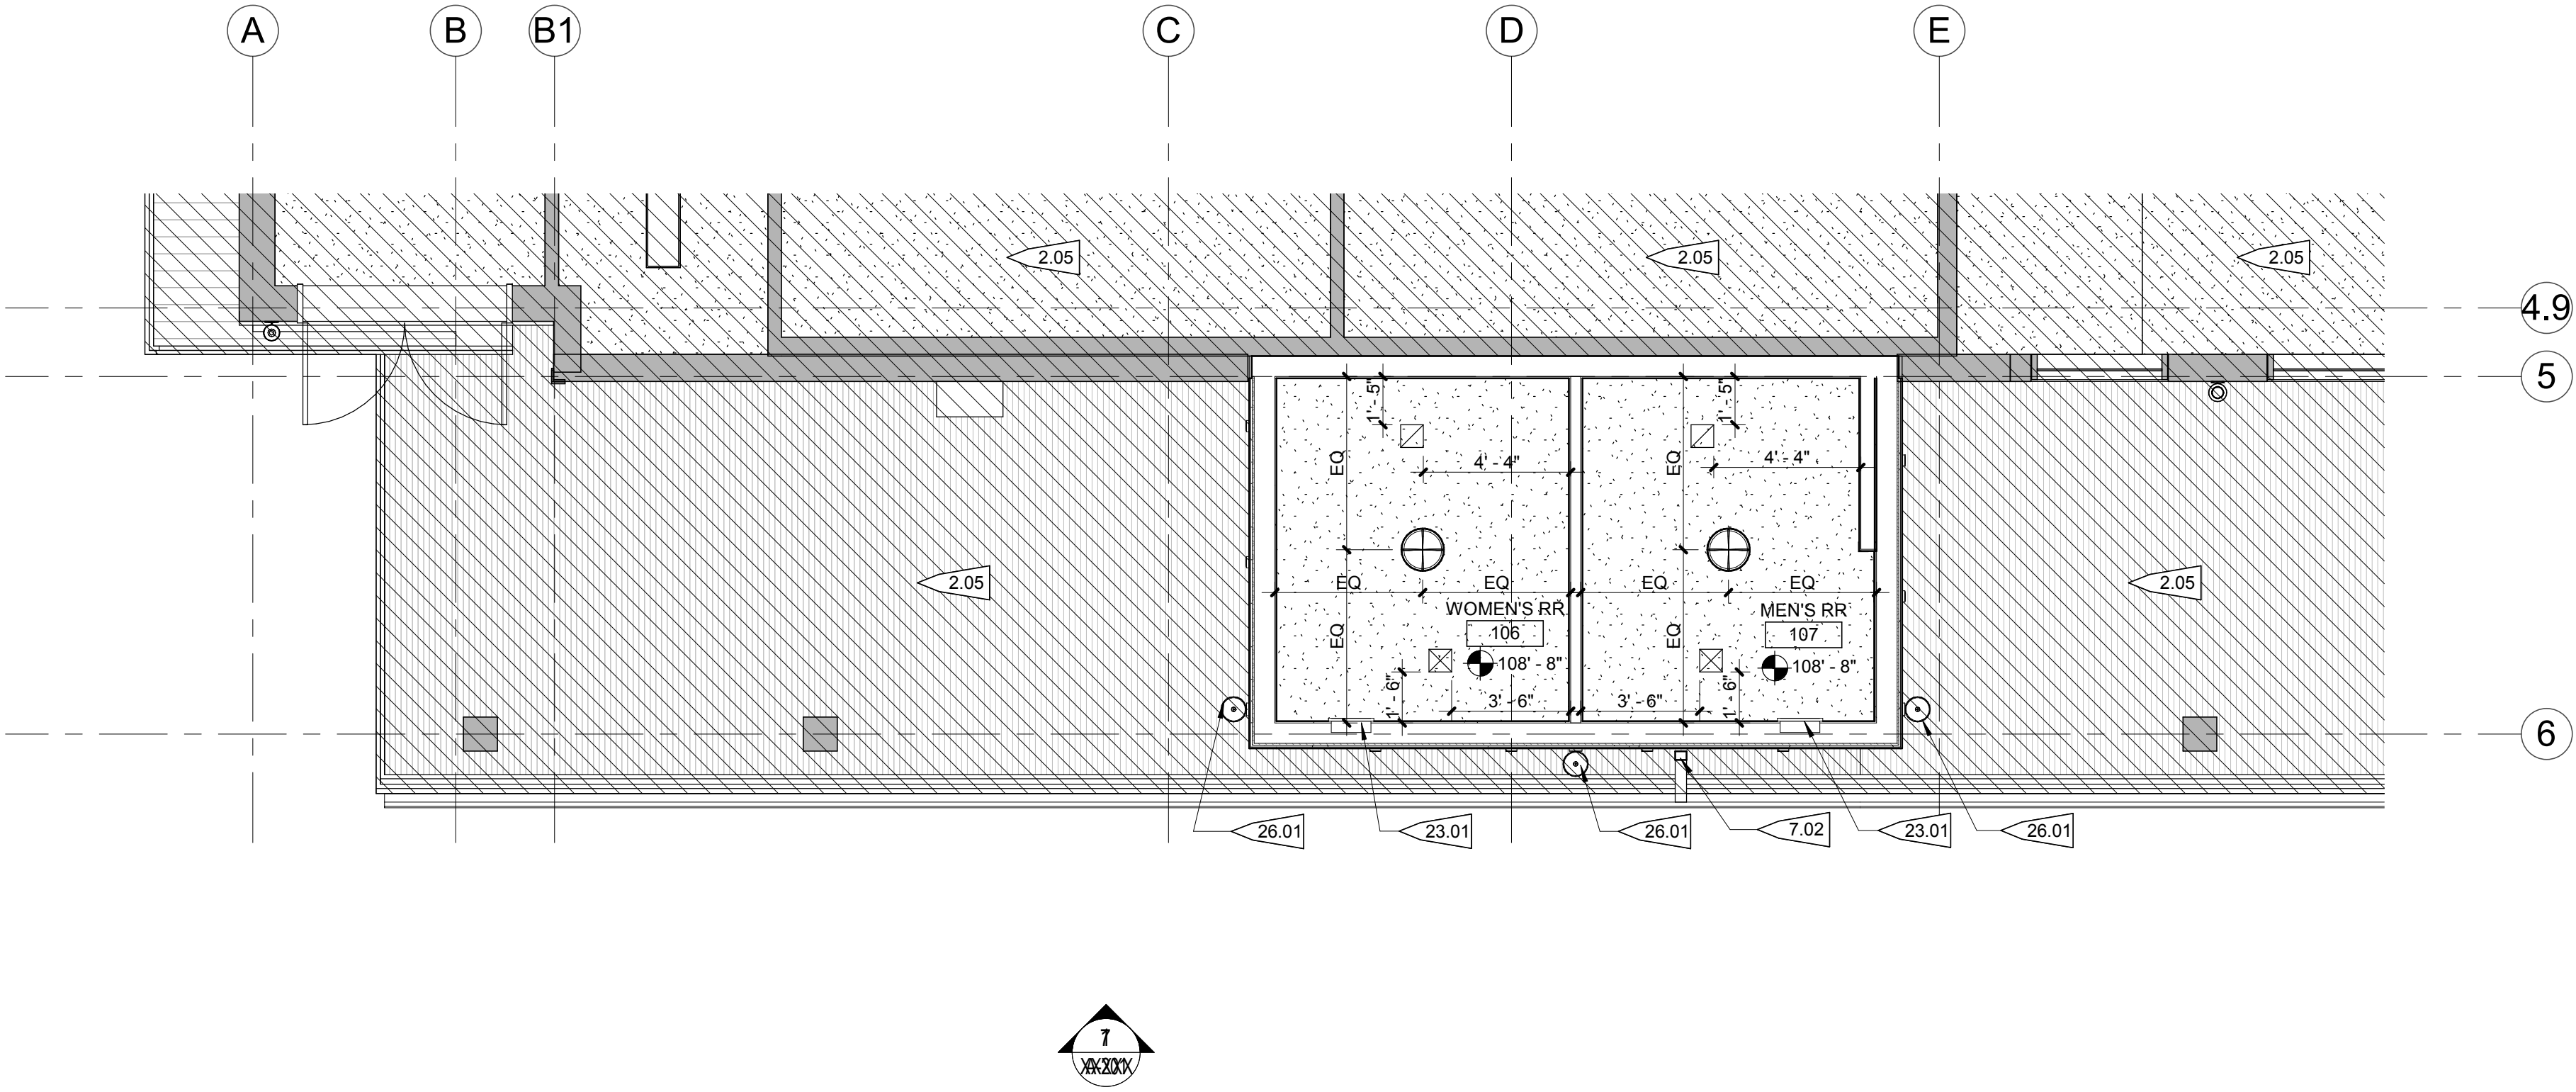 A B B1 C D E
2.05 2.05 2.05
4.9
5
1' - 5" 1' - 5"
EQ 4' - 4" EQ 4' - 4"
EQ EQ EQ EQ
2.05 2.05
WOMEN'S RR MEN'S RR
106 107
EQ EQ
108' - 8" 108' - 8"
1' - 6" 3' - 6" 3' - 6" 1' - 6"
6
26.01 23.01 26.01 7.02 23.01 26.01